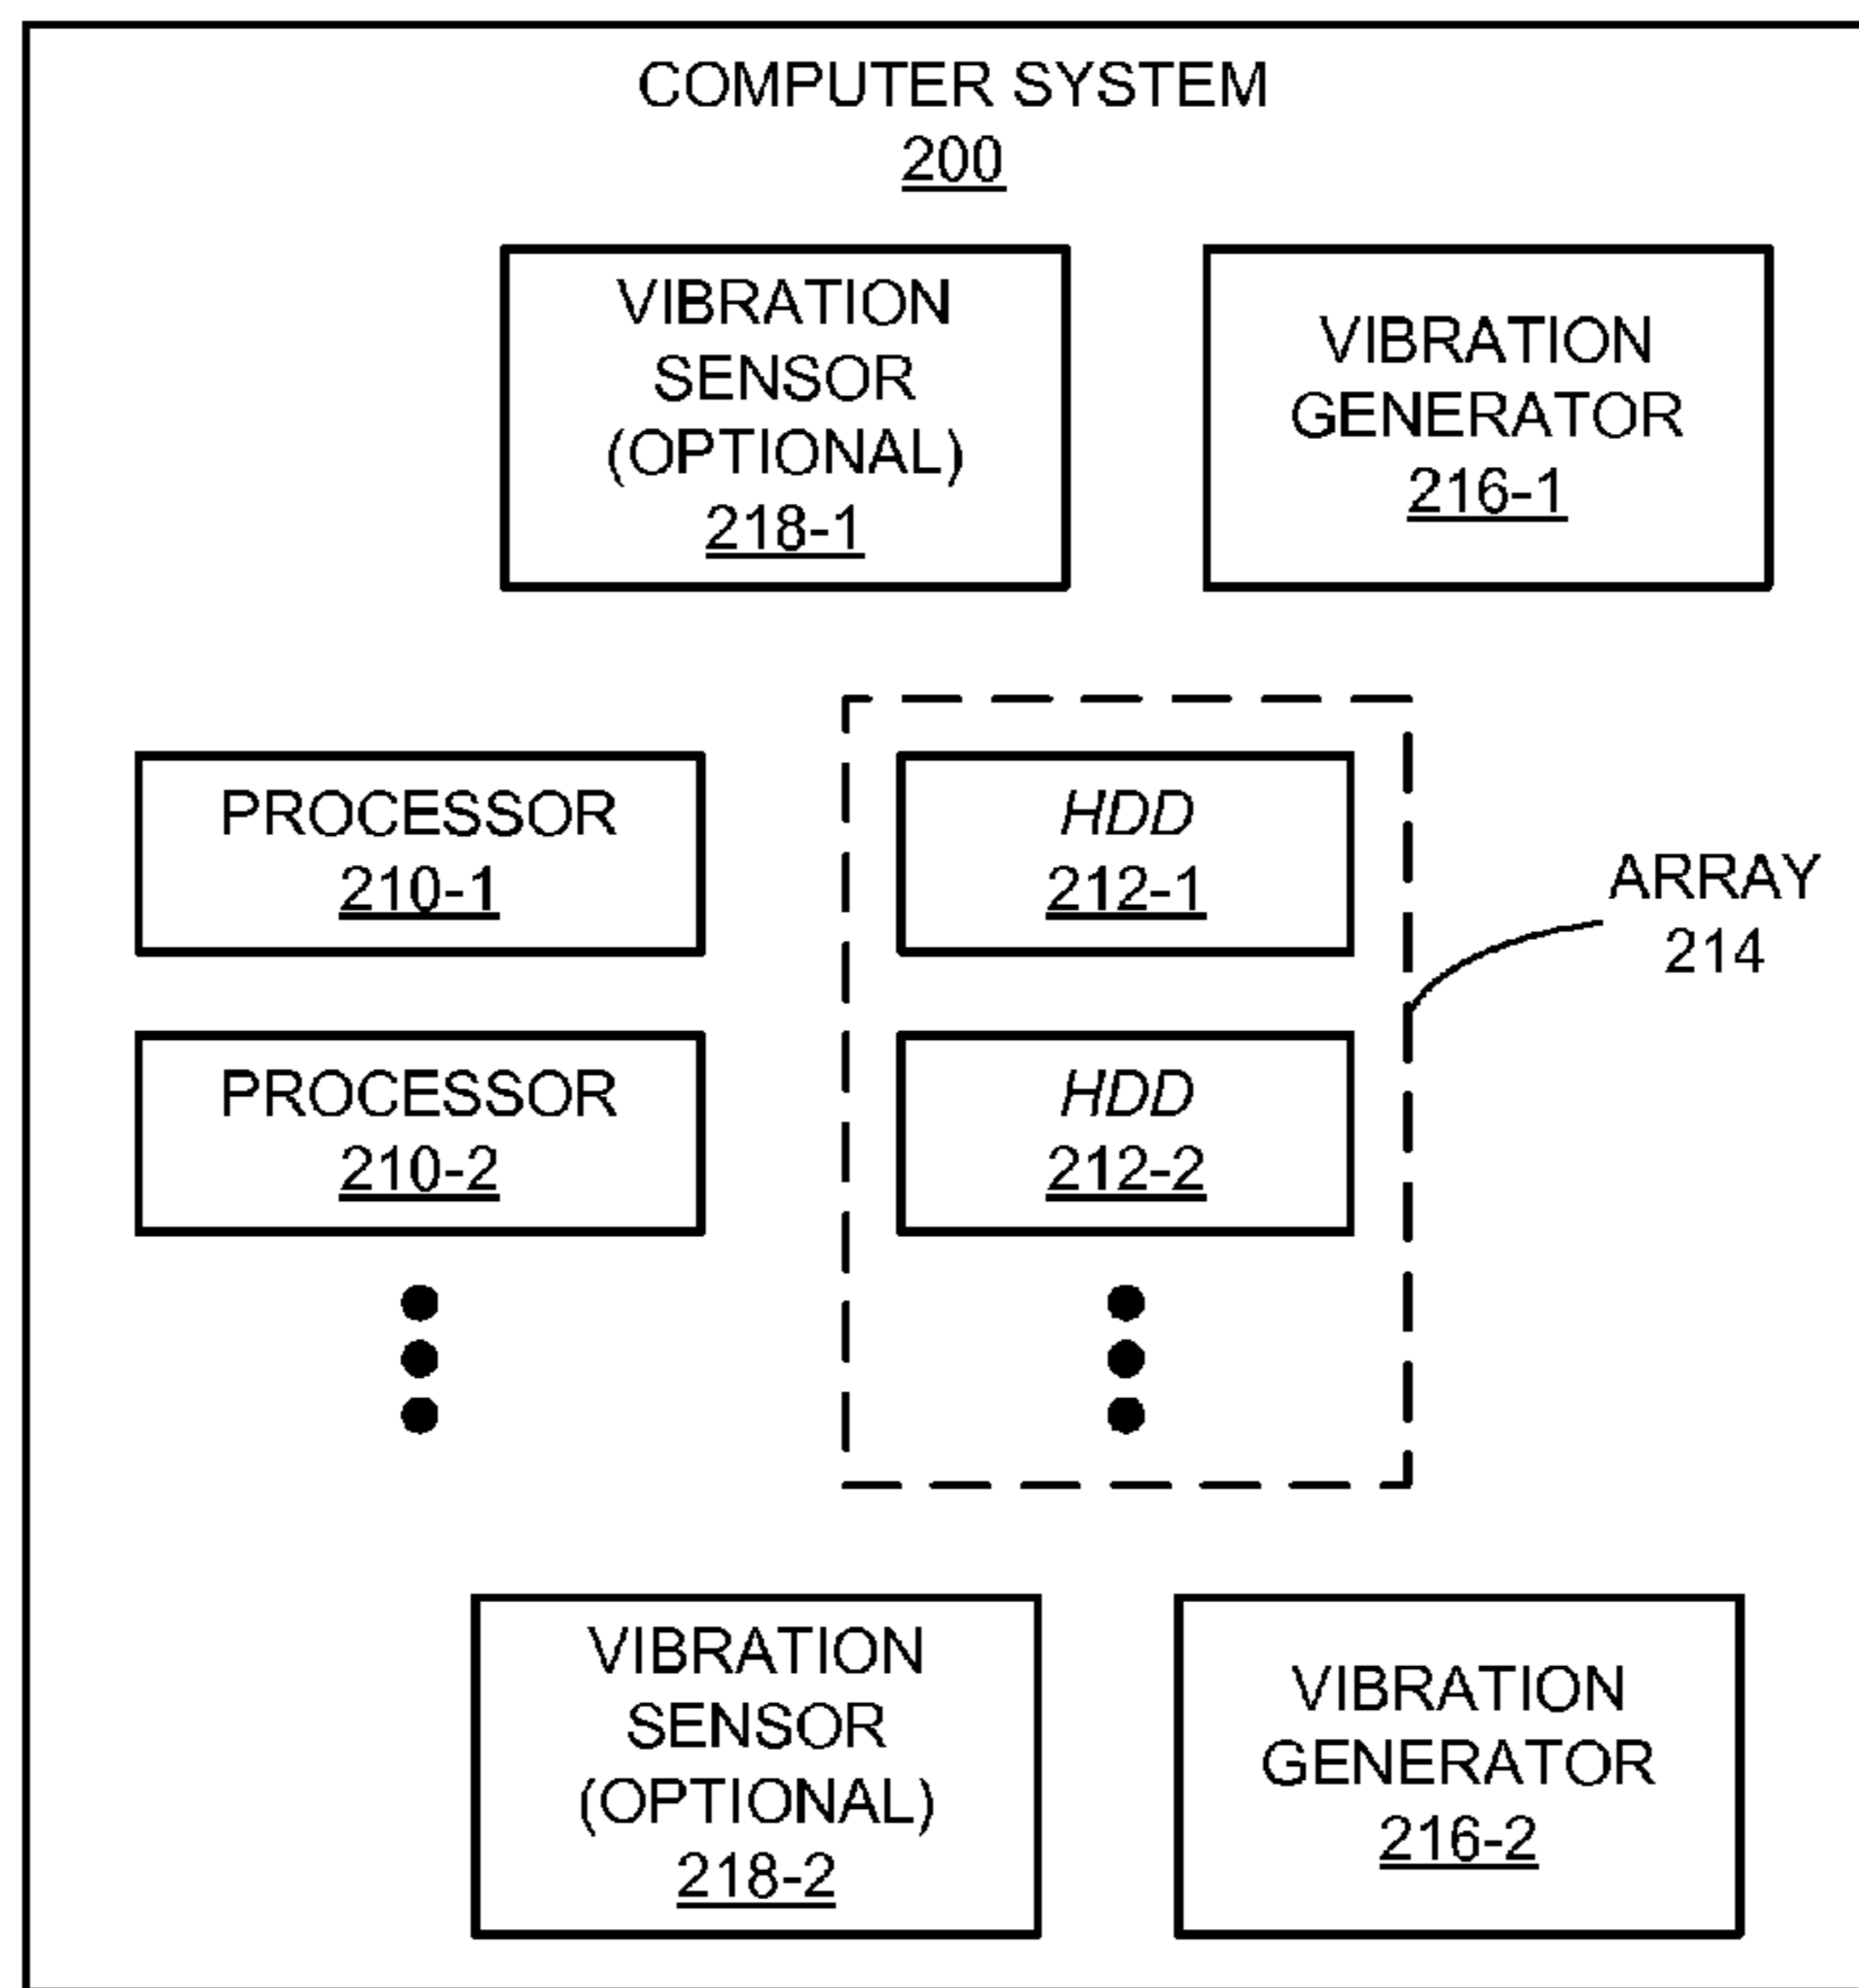 COMPUTER SYSTEM
200
VIBRATION
SENSOR
(OPTIONAL)
218-1
VIBRATION
GENERATOR
216-1
PROCESSOR
210-1
HDD
212-1
ARRAY
214
PROCESSOR
210-2
HDD
212-2
VIBRATION
SENSOR
(OPTIONAL)
218-2
VIBRATION
GENERATOR
216-2